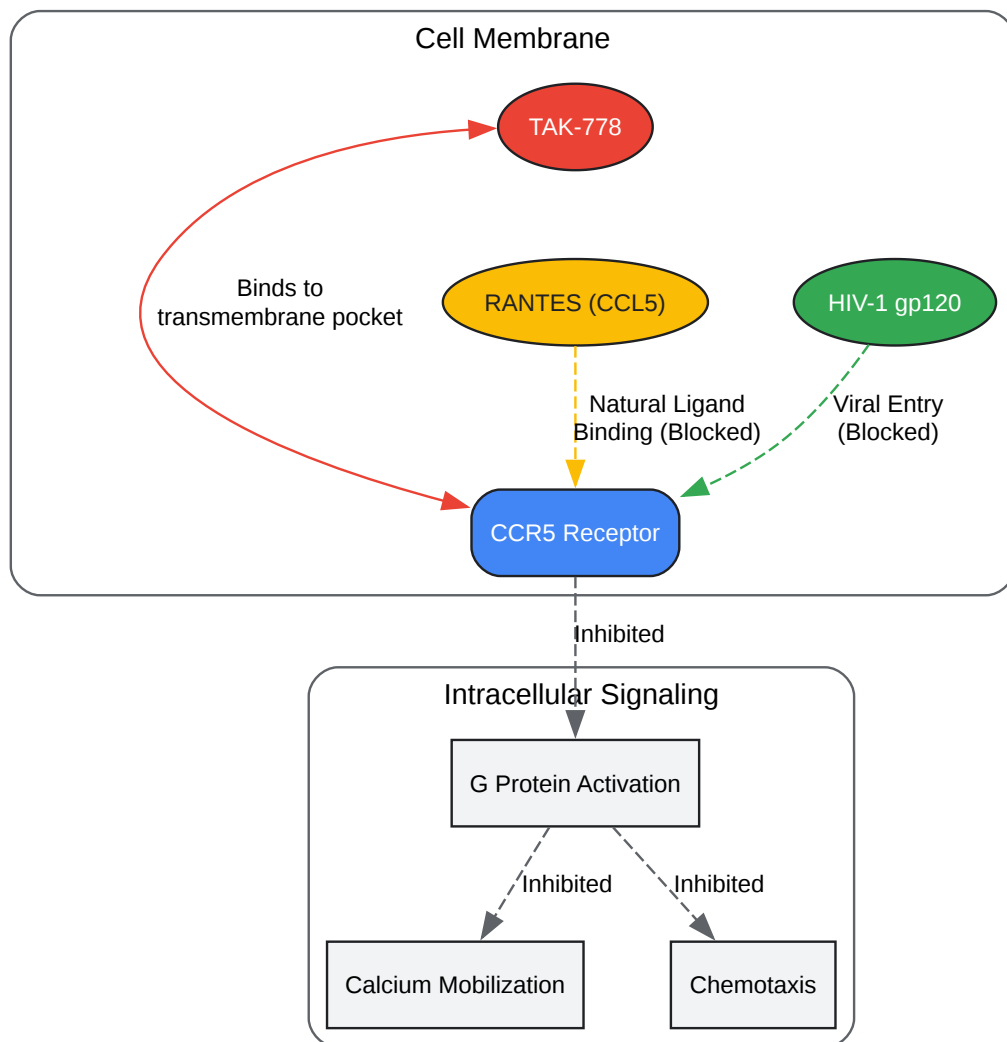 Cell Membrane
TAK-778
Binds to
transmembrane pocket
RANTES (CCL5)
HIV-1 gp120
Natural Ligand
Binding (Blocked)
Viral Entry
(Blocked)
CCR5 Receptor
Inhibited
Intracellular Signaling
G Protein Activation
Inhibited
Inhibited
Calcium Mobilization
Chemotaxis